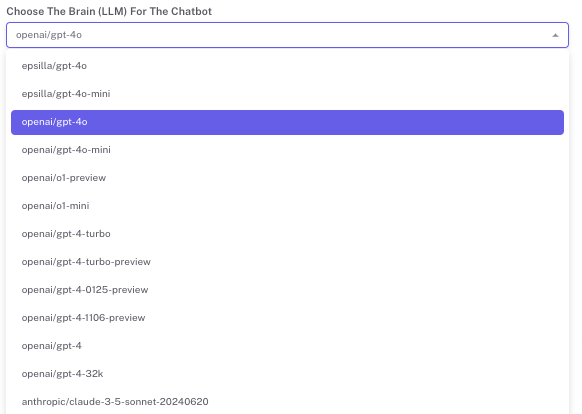 Choose The Brain (LLM) For The Chatbot
openai/gpt-4o
epsilla/gpt-4o
epsilla/gpt-4o-mini
openai/gpt-4o
openai/gpt-4o-mini
openai/o1-preview
openai/o1-mini
openai/gpt-4-turbo
openai/gpt-4-turbo-preview
openai/gpt-4-0125-preview
openai/gpt-4-1106-preview
openai/gpt-4
openai/gpt-4-32k
anthropic/claude-3-5-sonnet-20240620